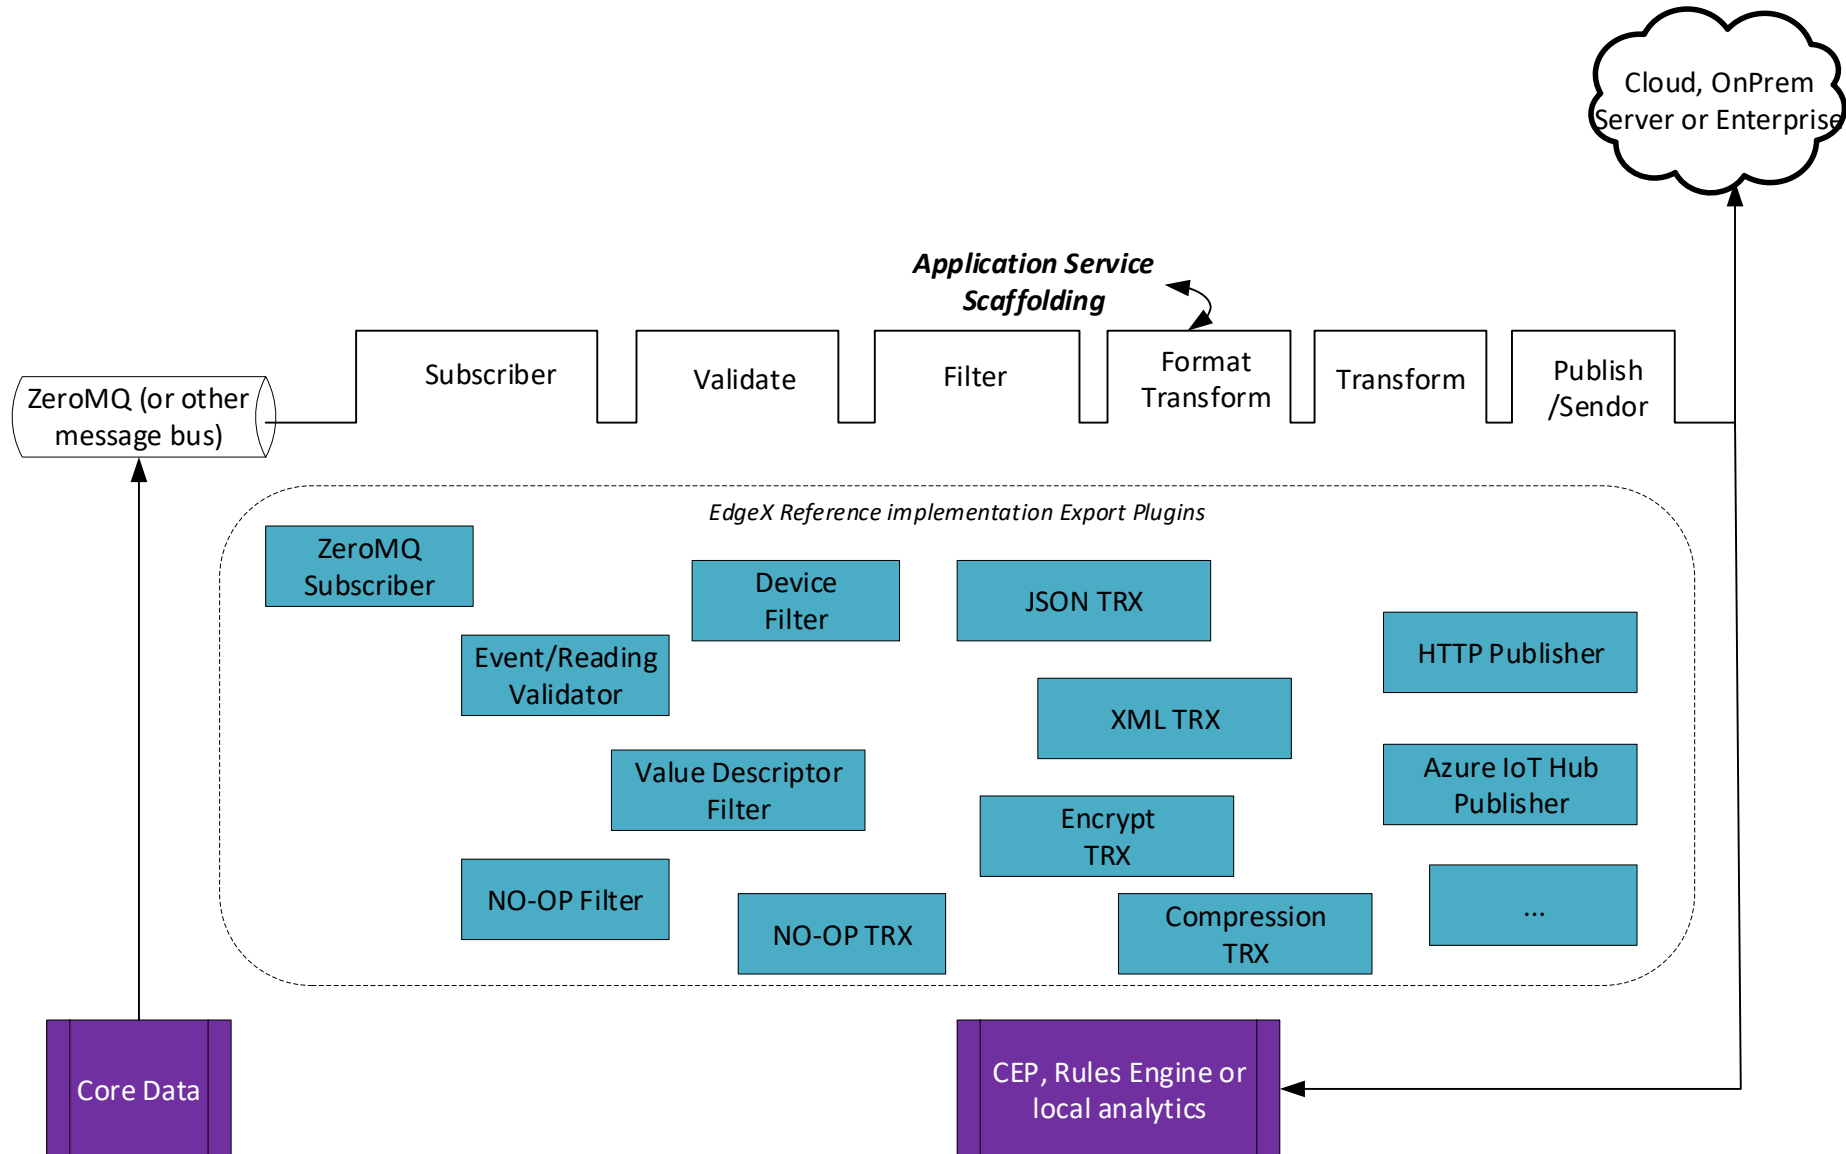 Cloud, OnPrem
Server or Enterprise
Application Service
Scaffolding
ZeroMQ (or other
message bus)
Subscriber
Validate
Filter
Format
Transform
Transform
Publish
/Sendor
EdgeX Reference implementation Export Plugins
ZeroMQ
Subscriber
Device
Filter
JSON TRX
HTTP Publisher
Event/Reading
Validator
XML TRX
Value Descriptor
Filter
Azure IoT Hub
Publisher
Encrypt
TRX
NO-OP Filter
NO-OP TRX
Compression
TRX
...
Core Data
CEP, Rules Engine or
local analytics